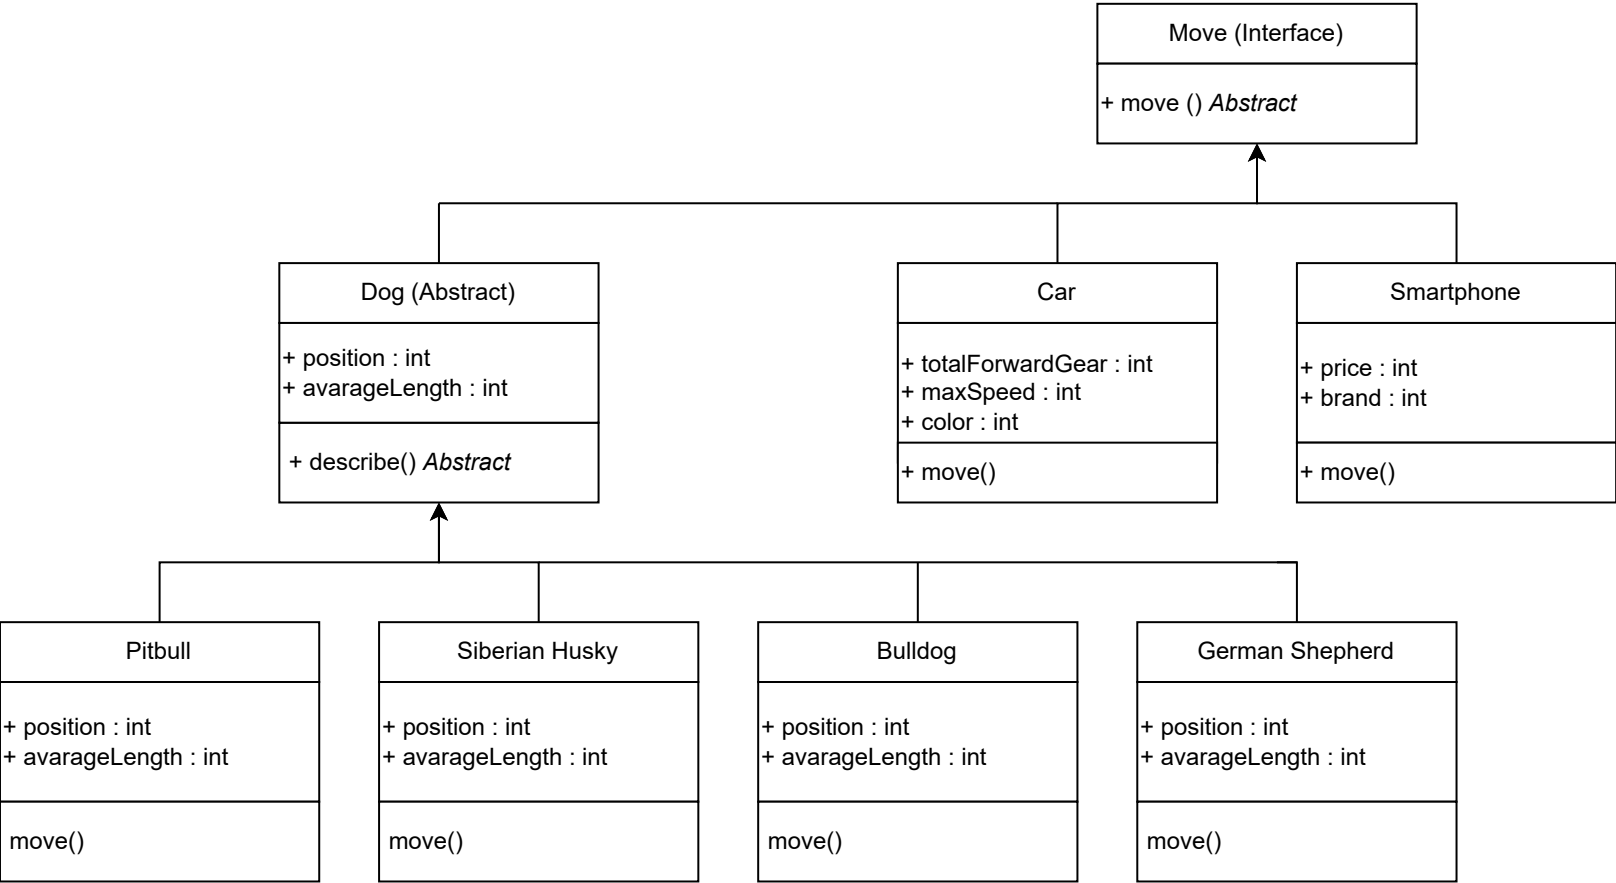 Move (Interface)
+ move () Abstract
Dog (Abstract)
+ position : int
+ avarageLength : int
+ describe() Abstract
Car
+ totalForwardGear : int
+ maxSpeed : int
+ color : int
+ move()
Smartphone
+ price : int
+ brand : int
+ move()
Pitbull
+ position : int
+ avarageLength : int
move()
Siberian Husky
+ position : int
+ avarageLength : int
move()
Bulldog
+ position : int
+ avarageLength : int
move()
German Shepherd
+ position : int
+ avarageLength : int
move()